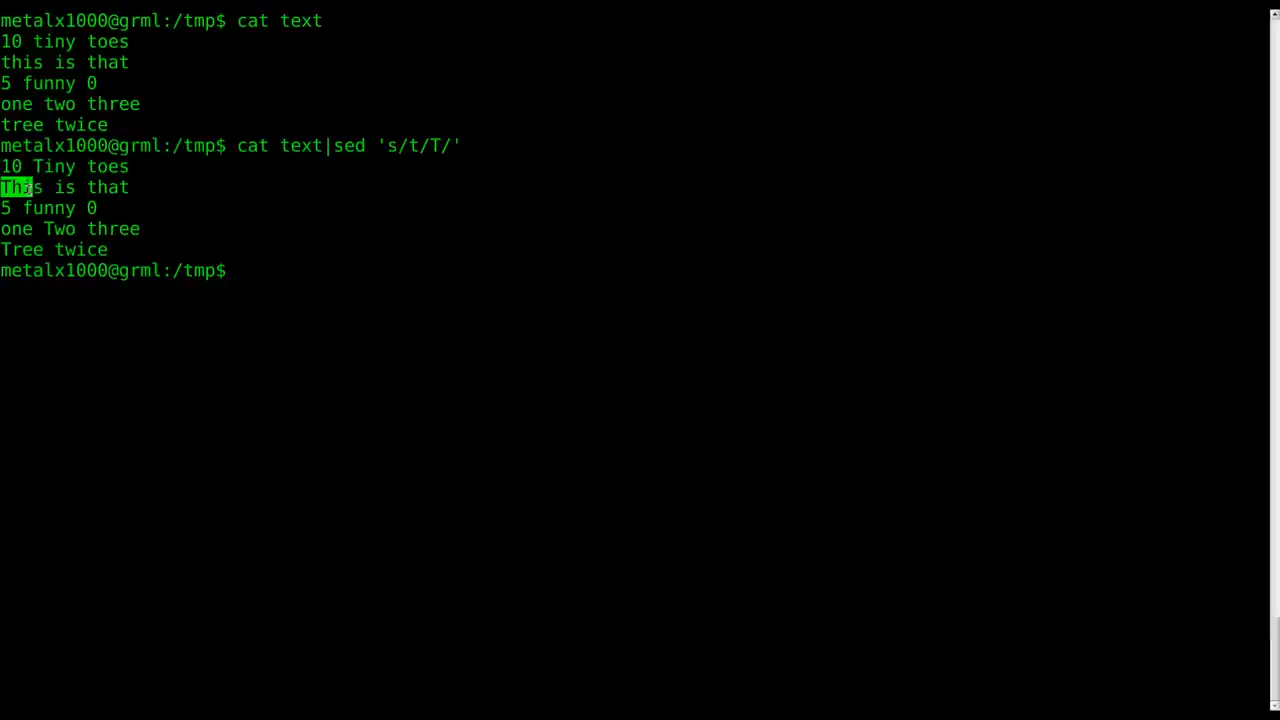 metalx1000@grml:/tmp$ cat text
10 tiny toes
this is that
5 funny 0
one two three
tree twice
metalx1000@grml:/tmp$ cat text|sed 's/t/T/'
10 Tiny toes
This is that
5 funny 0
one Two three
Tree twice
metalx1000@grml:/tmp$